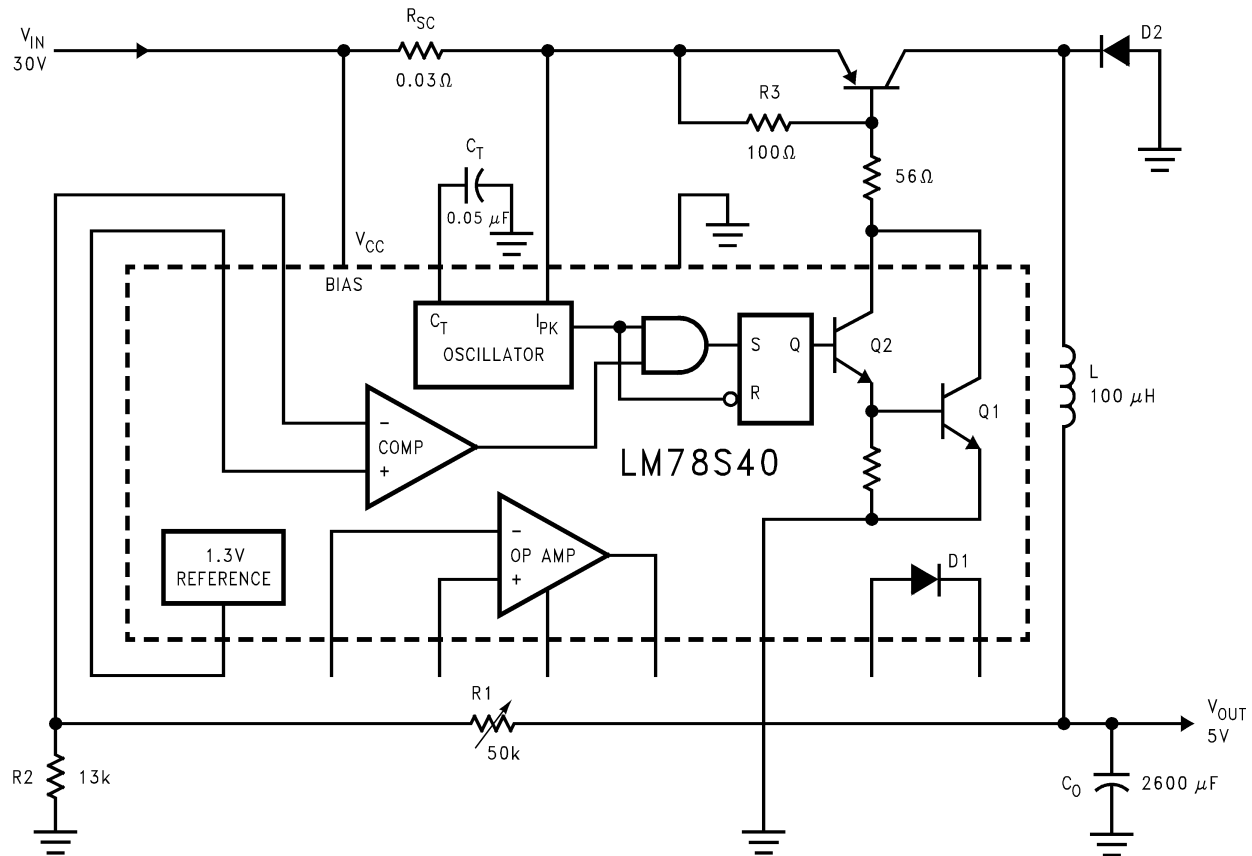 V_IN
30V
R_SC
0.03Ω
D2
R3
100Ω
C_T
0.05 μF
56Ω
V_CC
BIAS
C_T
I_PK
OSCILLATOR
S
Q
R
Q2
Q1
L
100 μH
-
COMP
+
LM78S40
1.3V
REFERENCE
-
OP AMP
+
D1
R1
50k
V_OUT
5V
R2
13k
C_O
2600 μF